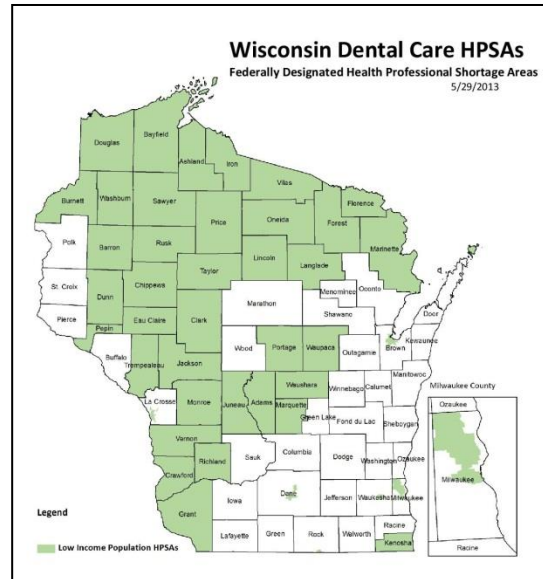 Wisconsin Dental Care HPSAs
Federally Designated Health Professional Shortage Areas
5/29/2013
Douglas
Bayfield
Ashland
Iron
Vilas
Burnett
Washburn
Sawyer
Price
Oneida
Forest
Florence
Marinette
Polk
Barron
Rusk
Lincoln
Langlade
Taylor
Oconto
St. Croix
Dunn
Chippewa
Menominee
Marathon
Shawano
Door
Pierce
Pepin
Eau Claire
Clark
Buffalo
Trempealeau
Jackson
Wood
Portage
Waupaca
Outagamie
Brown
Kewaunee
Manitowoc
Waushara
Winnebago
Calumet
La Crosse
Monroe
Juneau
Adams
Marquette
Green Lake
Fond du Lac
Sheboygan
Vernon
Richland
Sauk
Columbia
Dodge
Washington
Ozaukee
Crawford
Iowa
Dane
Jefferson
Waukesha
Milwaukee
Grant
Lafayette
Green
Rock
Walworth
Racine
Kenosha
Milwaukee County
Ozaukee
Milwaukee
Racine
Legend
Low Income Population HPSAs